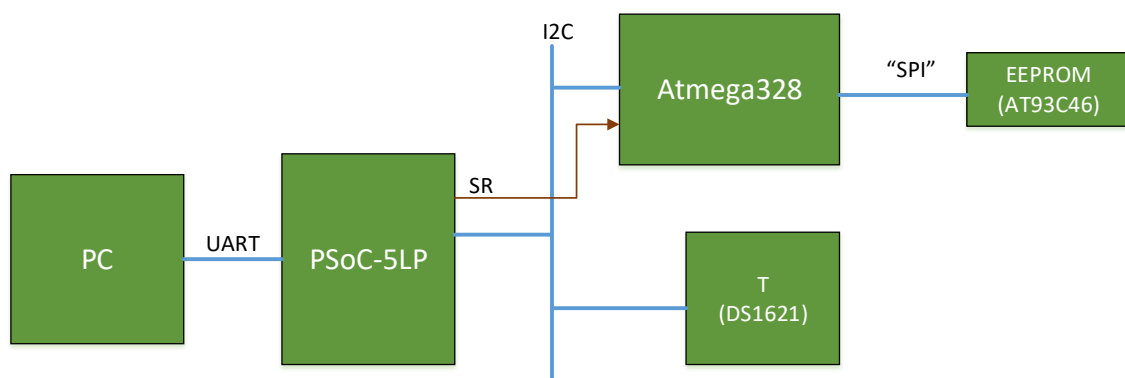 I2C
Atmega328
“SPI”
EEPROM
(AT93C46)
SR
PC
UART
PSoC-5LP
T
(DS1621)